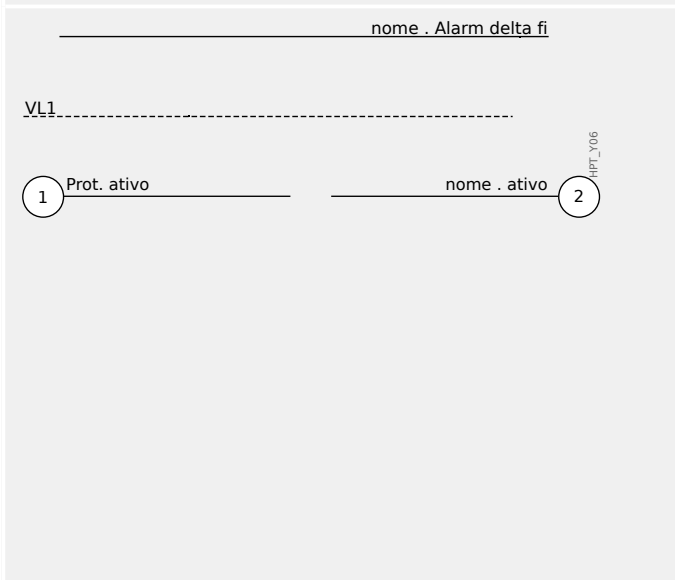 nome . Alarm delta fi
VL1
HPT_Y06
Prot. ativo
nome . ativo
1
2